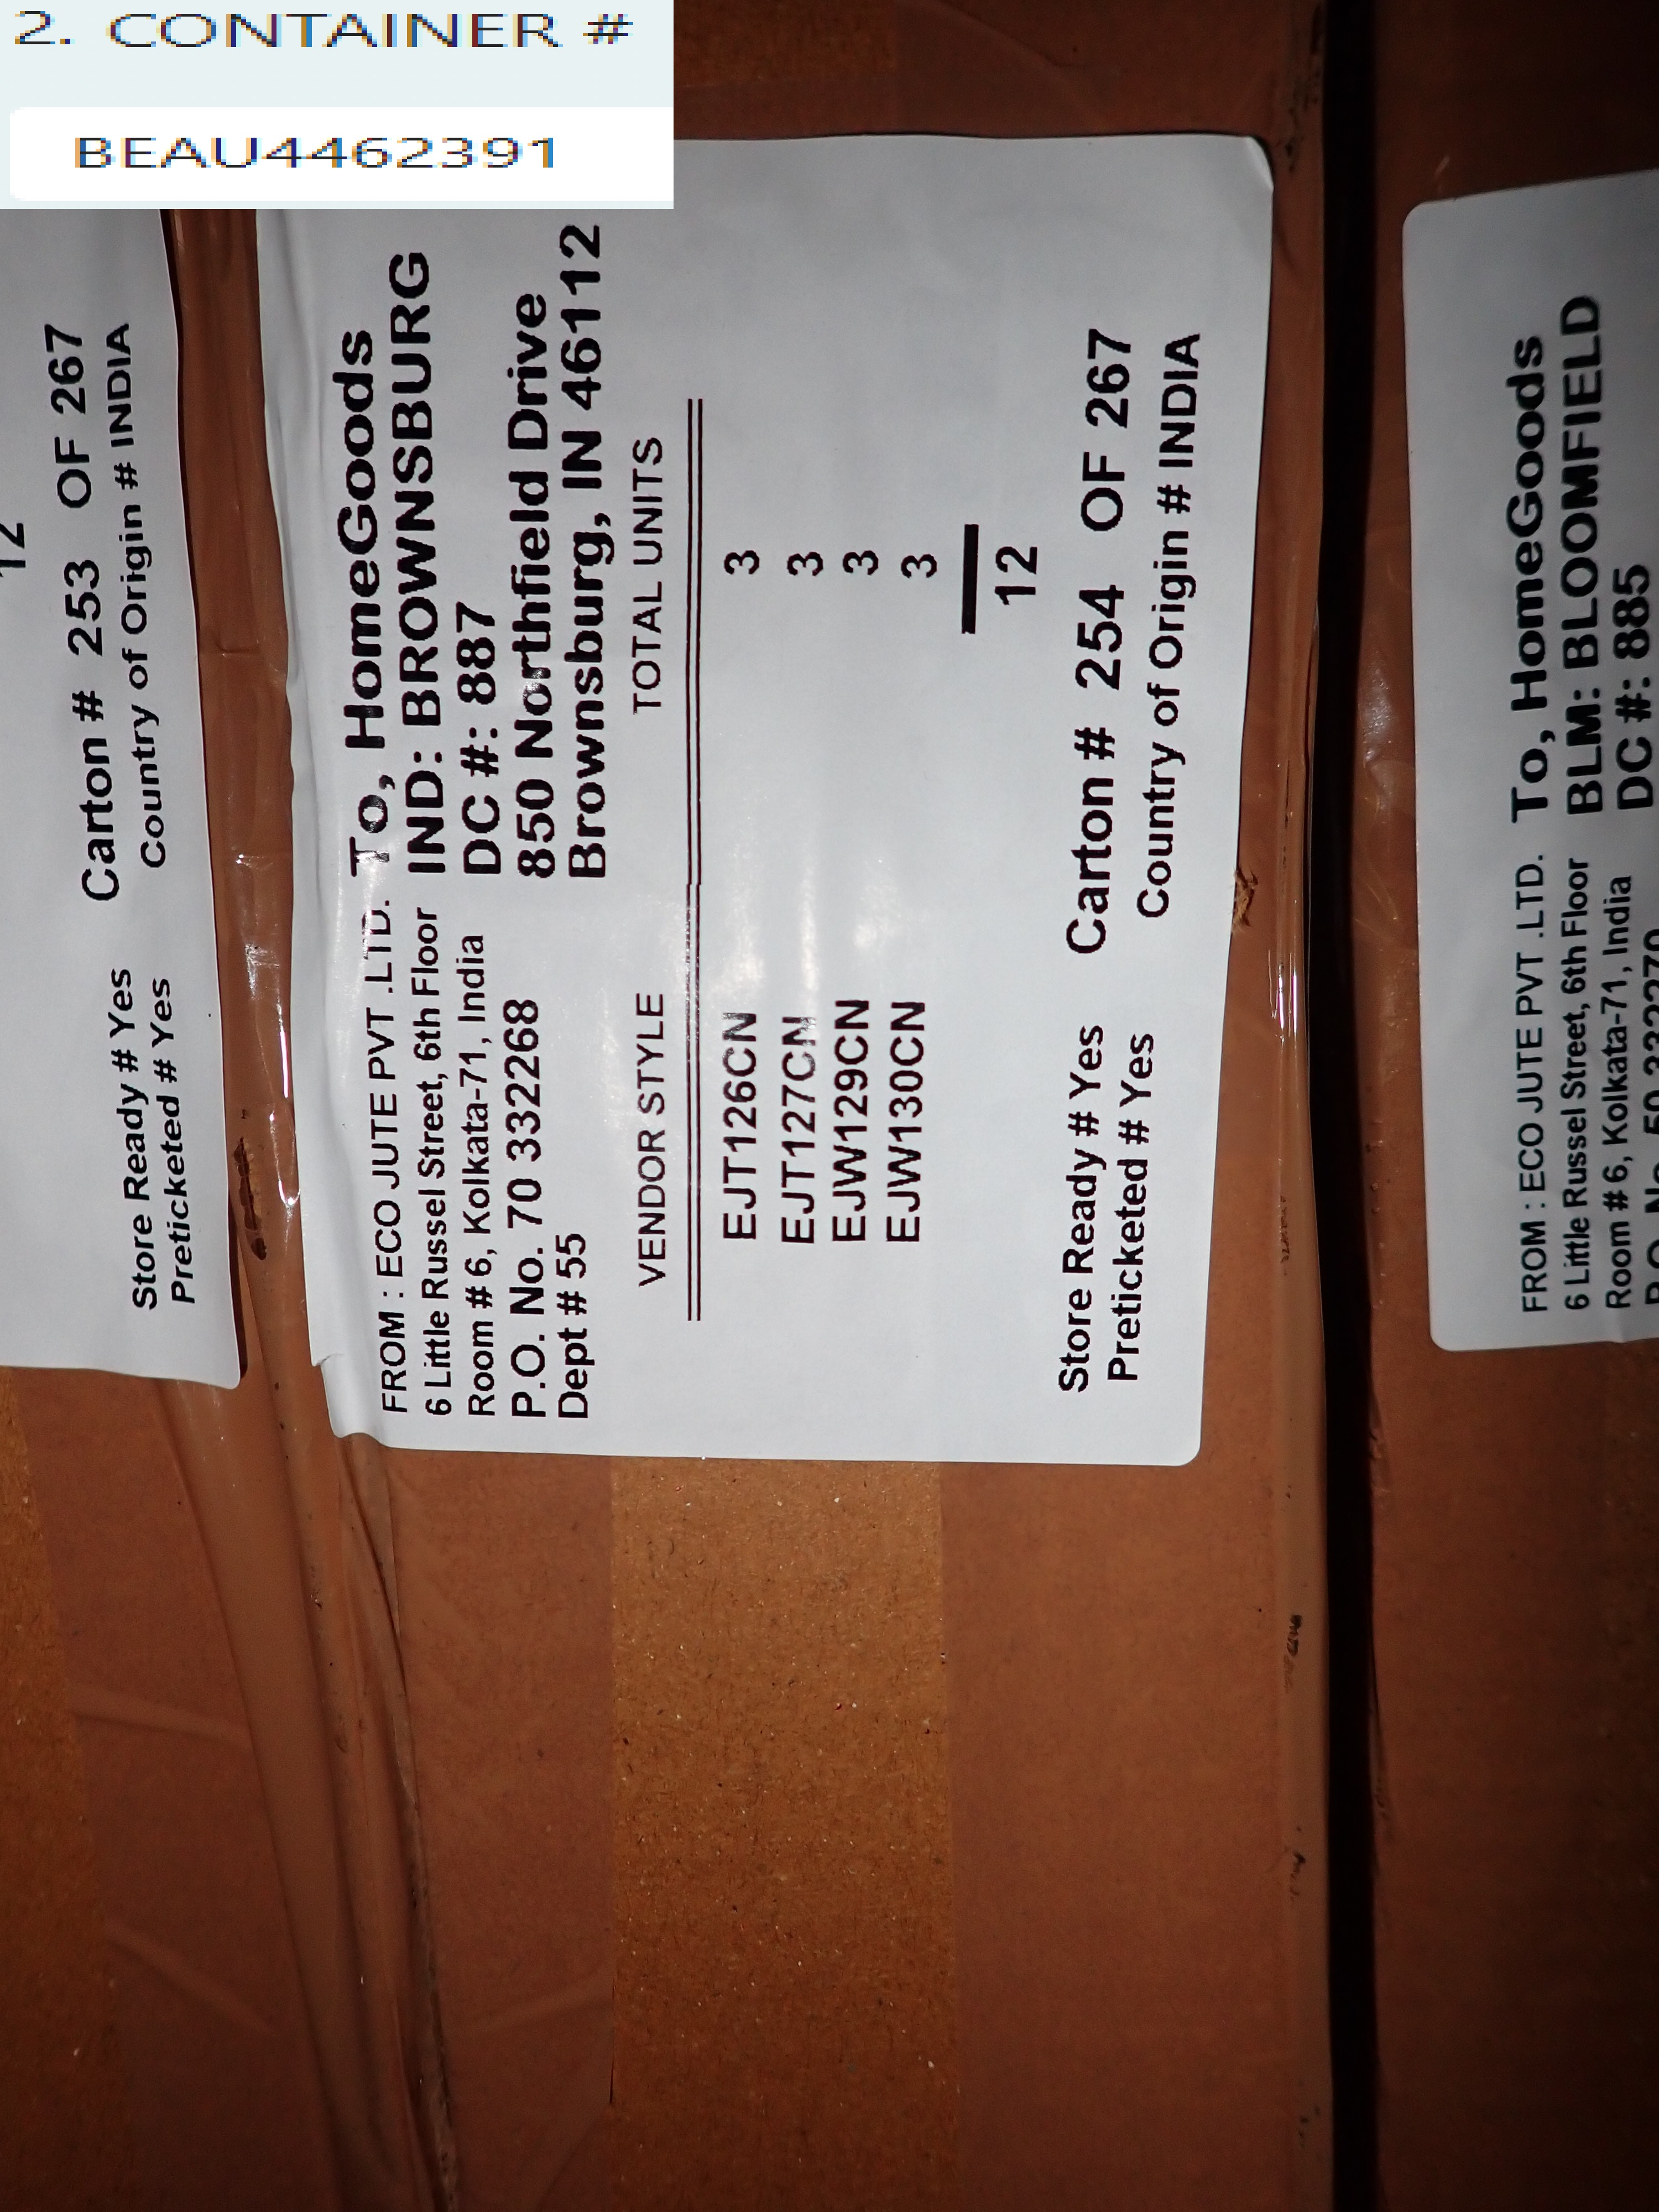 2. CONTAINER #
BEAU4462391
12
Store Ready # Yes Carton # 253 OF 267
Preticketed # Yes Country of Origin # INDIA
FROM : ECO JUTE PVT .LTD. To, HomeGoods
6 Little Russel Street, 6th Floor IND: BROWNSBURG
Room # 6, Kolkata-71, India DC #: 887
P.O. No. 70 332268 850 Northfield Drive
Dept # 55 Brownsburg, IN 46112
VENDOR STYLE TOTAL UNITS
EJT126CN 3
EJT127CN 3
EJW129CN 3
EJW130CN 3
12
Store Ready # Yes Carton # 254 OF 267
Preticketed # Yes Country of Origin # INDIA
FROM : ECO JUTE PVT .LTD. To, HomeGoods
6 Little Russel Street, 6th Floor BLM: BLOOMFIELD
Room # 6, Kolkata-71, India DC #: 885